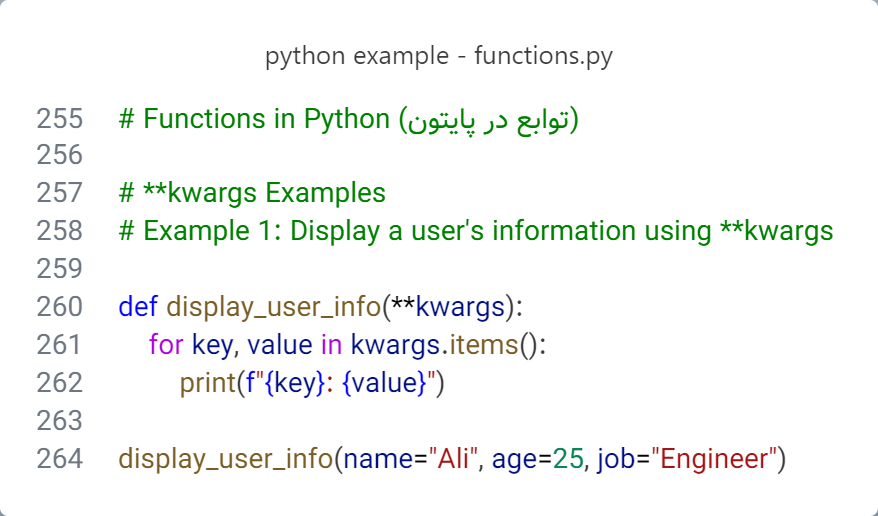 python example - functions.py
255 # Functions in Python (توابع در پایتون)
256
257 # **kwargs Examples
258 # Example 1: Display a user's information using **kwargs
259
260 def display_user_info(**kwargs):
261     for key, value in kwargs.items():
262         print(f"{key}: {value}")
263
264 display_user_info(name="Ali", age=25, job="Engineer")